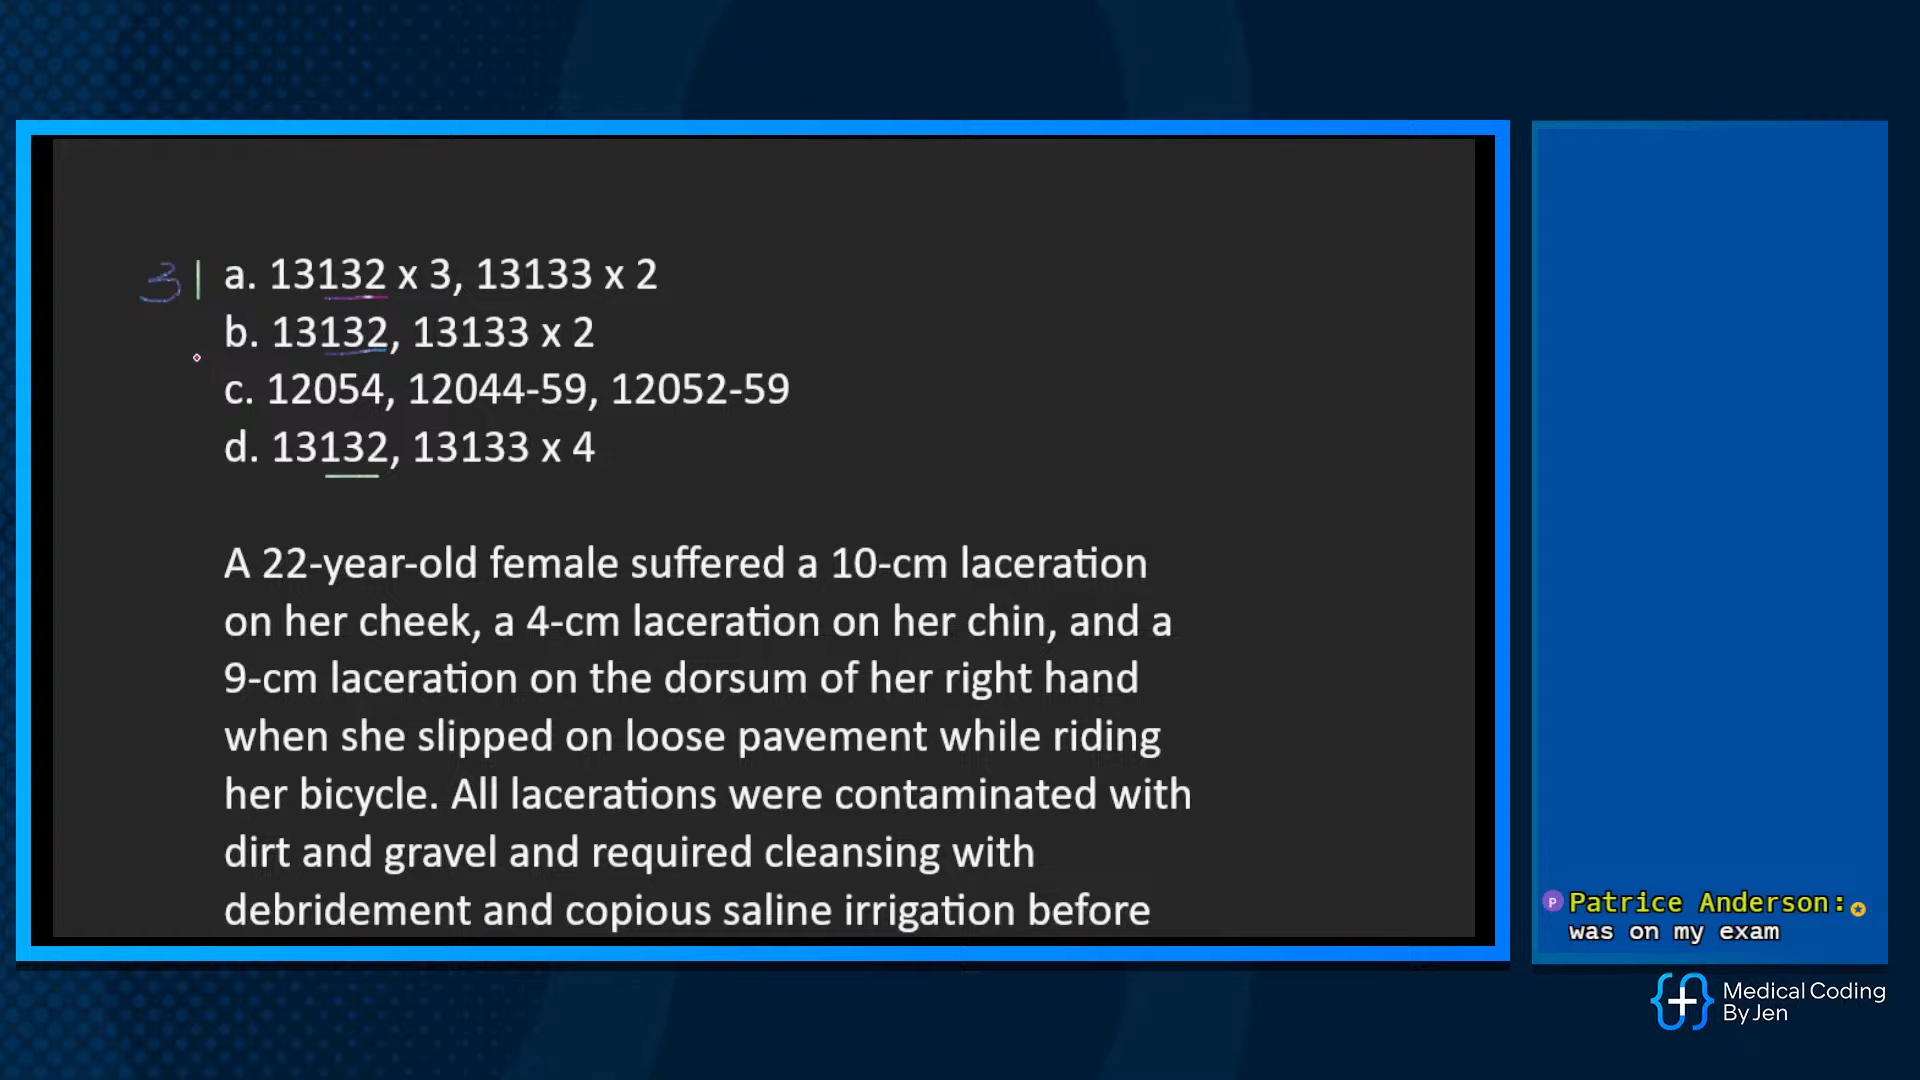 3| a. 13132 x 3, 13133 x 2
b. 13132, 13133 x 2
c. 12054, 12044-59, 12052-59
d. 13132, 13133 x 4
A 22-year-old female suffered a 10-cm laceration
on her cheek, a 4-cm laceration on her chin, and a
9-cm laceration on the dorsum of her right hand
when she slipped on loose pavement while riding
her bicycle. All lacerations were contaminated with
dirt and gravel and required cleansing with
debridement and copious saline irrigation before
P Patrice Anderson:
was on my exam
Medical Coding
By Jen